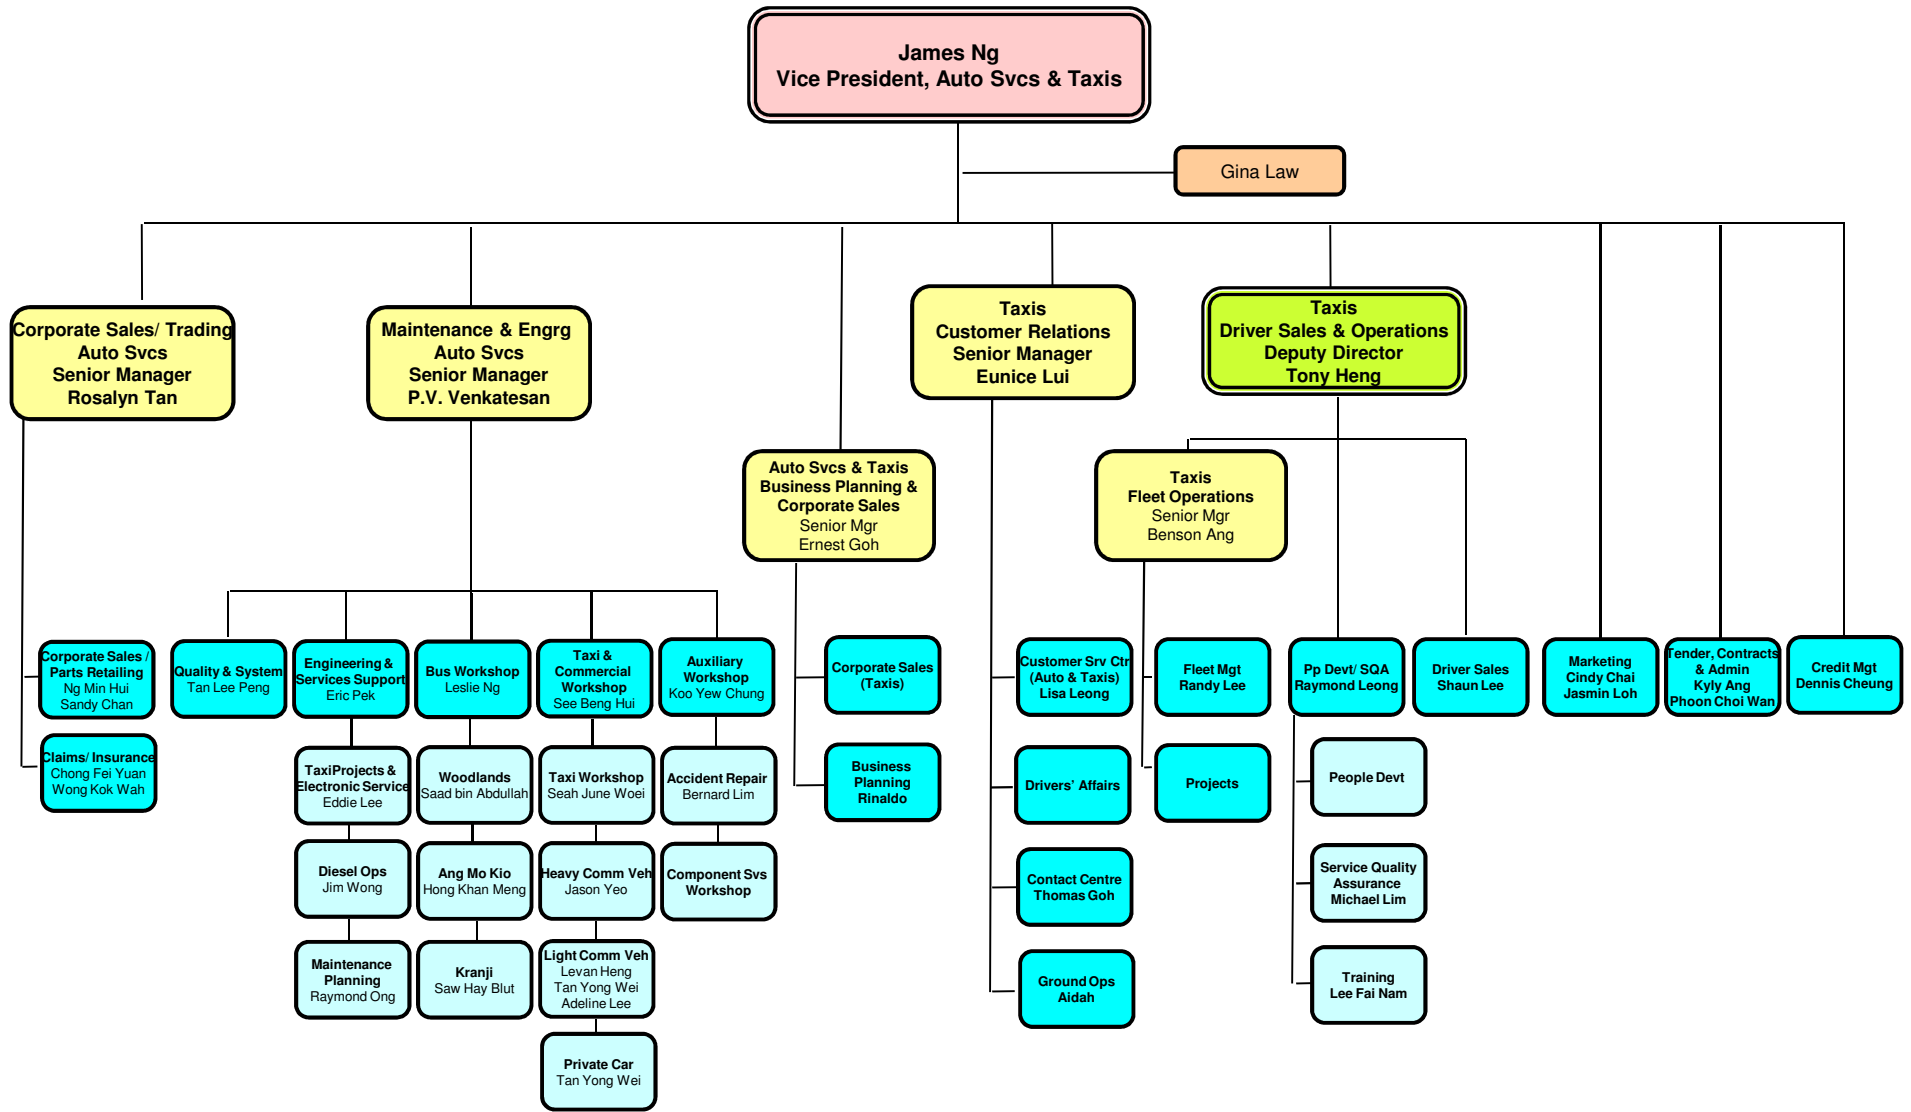 James Ng
Vice President, Auto Svcs & Taxis
Gina Law
Corporate Sales/ Trading
Auto Svcs
Senior Manager
Rosalyn Tan
Maintenance & Engrg
Auto Svcs
Senior Manager
P.V. Venkatesan
Taxis
Customer Relations
Senior Manager
Eunice Lui
Taxis
Driver Sales & Operations
Deputy Director
Tony Heng
Auto Svcs & Taxis
Business Planning &
Corporate Sales
Senior Mgr
Ernest Goh
Taxis
Fleet Operations
Senior Mgr
Benson Ang
Corporate Sales /
Parts Retailing
Ng Min Hui
Sandy Chan
Quality & System
Tan Lee Peng
Engineering &
Services Support
Eric Pek
Bus Workshop
Leslie Ng
Taxi &
Commercial
Workshop
See Beng Hui
Auxiliary
Workshop
Koo Yew Chung
Corporate Sales
(Taxis)
Customer Srv Ctr
(Auto & Taxis)
Lisa Leong
Fleet Mgt
Randy Lee
Pp Devt/ SQA
Raymond Leong
Driver Sales
Shaun Lee
Marketing
Cindy Chai
Jasmin Loh
Tender, Contracts
& Admin
Kyly Ang
Phoon Choi Wan
Credit Mgt
Dennis Cheung
Claims/ Insurance
Chong Fei Yuan
Wong Kok Wah
TaxiProjects &
Electronic Service
Eddie Lee
Woodlands
Saad bin Abdullah
Taxi Workshop
Seah June Woei
Accident Repair
Bernard Lim
Business
Planning
Rinaldo
Drivers' Affairs
Projects
People Devt
Diesel Ops
Jim Wong
Ang Mo Kio
Hong Khan Meng
Heavy Comm Veh
Jason Yeo
Component Svs
Workshop
Contact Centre
Thomas Goh
Service Quality
Assurance
Michael Lim
Maintenance
Planning
Raymond Ong
Kranji
Saw Hay Blut
Light Comm Veh
Levan Heng
Tan Yong Wei
Adeline Lee
Ground Ops
Aidah
Training
Lee Fai Nam
Private Car
Tan Yong Wei